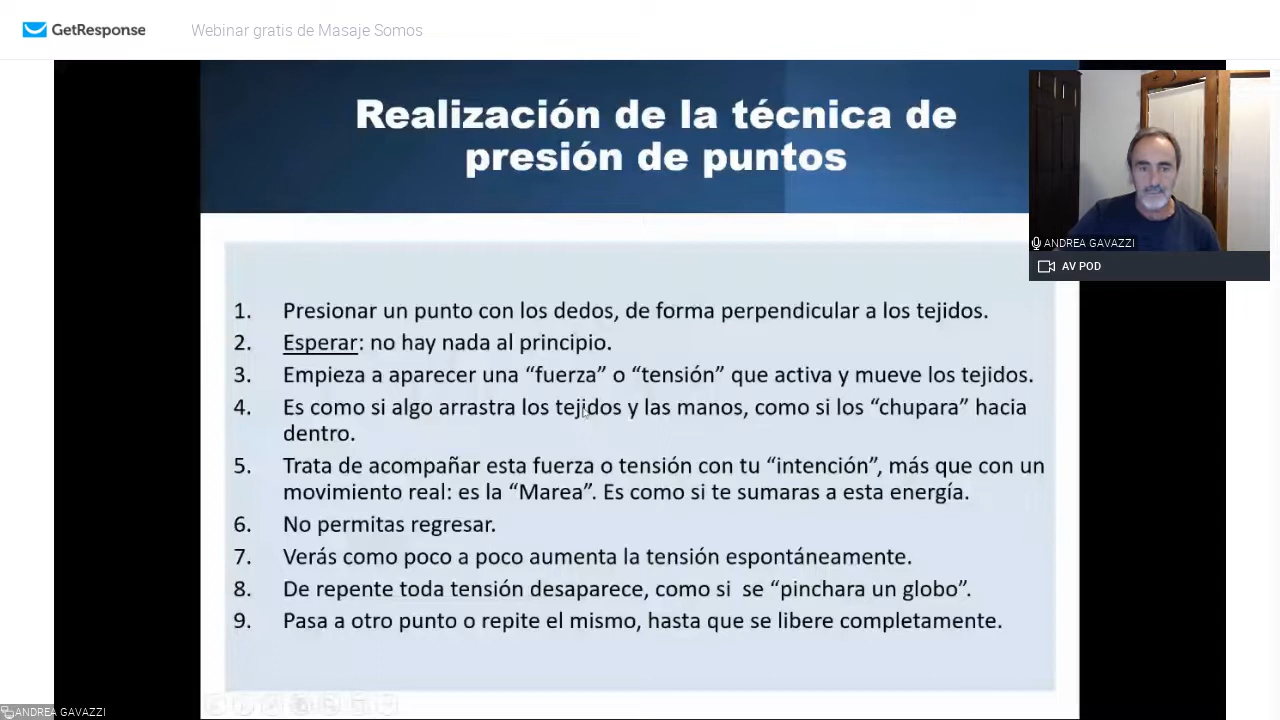 GetResponse
Webinar gratis de Masaje Somos
Realización de la técnica de
presión de puntos
ANDREA GAVAZZI
AV POD
1. Presionar un punto con los dedos, de forma perpendicular a los tejidos.
2. Esperar: no hay nada al principio.
3. Empieza a aparecer una “fuerza” o “tensión” que activa y mueve los tejidos.
4. Es como si algo arrastra los tejidos y las manos, como si los “chupara” hacia
dentro.
5. Trata de acompañar esta fuerza o tensión con tu “intención”, más que con un
movimiento real: es la “Marea”. Es como si te sumaras a esta energía.
6. No permitas regresar.
7. Verás como poco a poco aumenta la tensión espontáneamente.
8. De repente toda tensión desaparece, como si  se “pinchara un globo”.
9. Pasa a otro punto o repite el mismo, hasta que se libere completamente.
ANDREA GAVAZZI